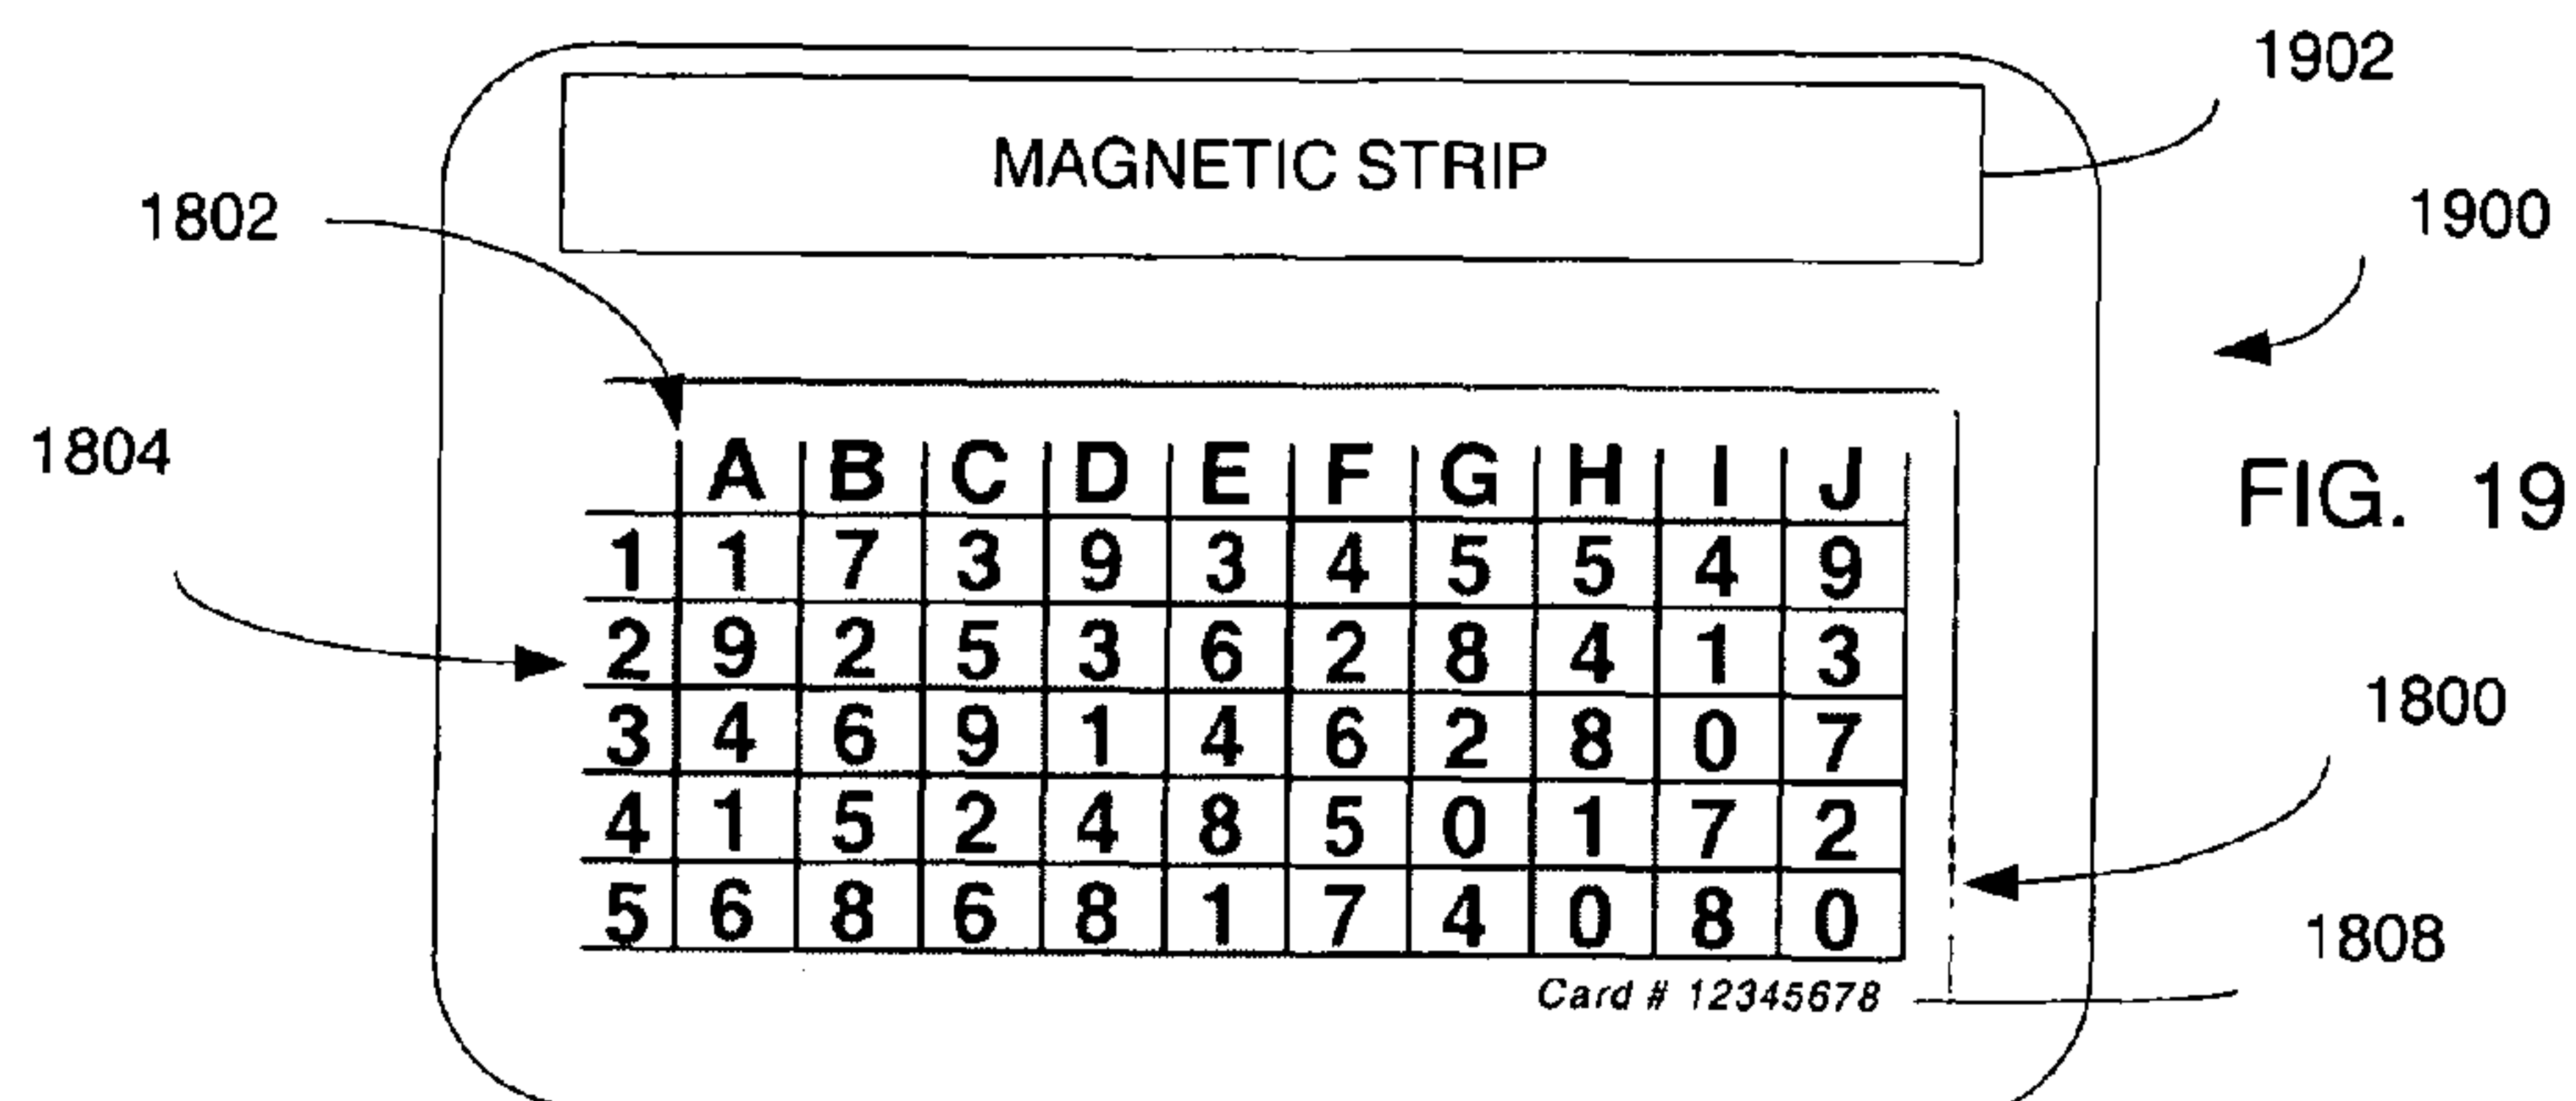 1902
MAGNETIC STRIP
1802
1900
1804
A B C D E F G H I J
FIG. 19
1 1 7 3 9 3 4 5 5 4 9
2 9 2 5 3 6 2 8 4 1 3
1800
3 4 6 9 1 4 6 2 8 0 7
4 1 5 2 4 8 5 0 1 7 2
5 6 8 6 8 1 7 4 0 8 0
1808
Card # 12345678